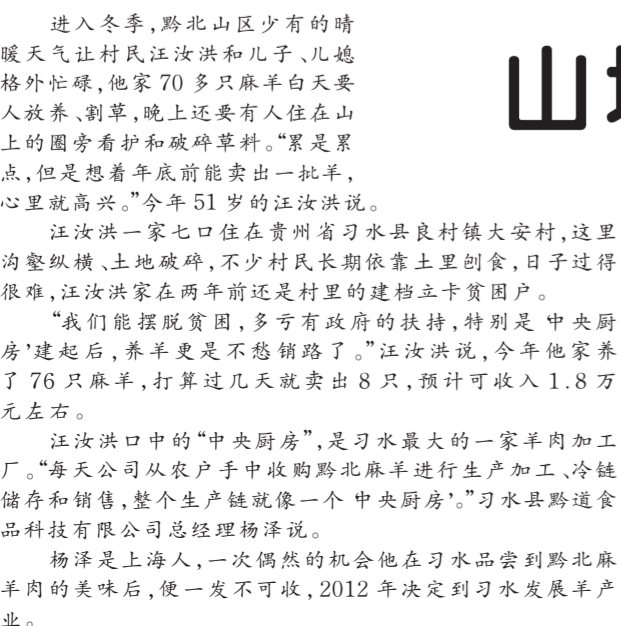 进入冬季,黔北山区少有的晴
暖天气让村民汪汝洪和儿子、儿媳
格外忙碌,他家 70 多只麻羊白天要
人放养、割草,晚上还要有人住在山
上的圈旁看护和破碎草料。“累是累
点,但是想着年底前能卖出一批羊,
心里就高兴。”今年 51 岁的汪汝洪说。
山
汪汝洪一家七口住在贵州省习水县良村镇大安村,这里
沟壑纵横、土地破碎,不少村民长期依靠土里刨食,日子过得
很难,汪汝洪家在两年前还是村里的建档立卡贫困户。
“我们能摆脱贫困,多亏有政府的扶持,特别是‘中央厨
房’建起后,养羊更是不愁销路了。”汪汝洪说,今年他家养
了 76 只麻羊,打算过几天就卖出 8 只,预计可收入 1.8 万
元左右。
汪汝洪口中的“中央厨房”,是习水最大的一家羊肉加工
厂。“每天公司从农户手中收购黔北麻羊进行生产加工、冷链
储存和销售,整个生产链就像一个‘中央厨房’。”习水县黔道食
品科技有限公司总经理杨泽说。
杨泽是上海人,一次偶然的机会他在习水品尝到黔北麻
羊肉的美味后,便一发不可收,2012 年决定到习水发展羊产
业。